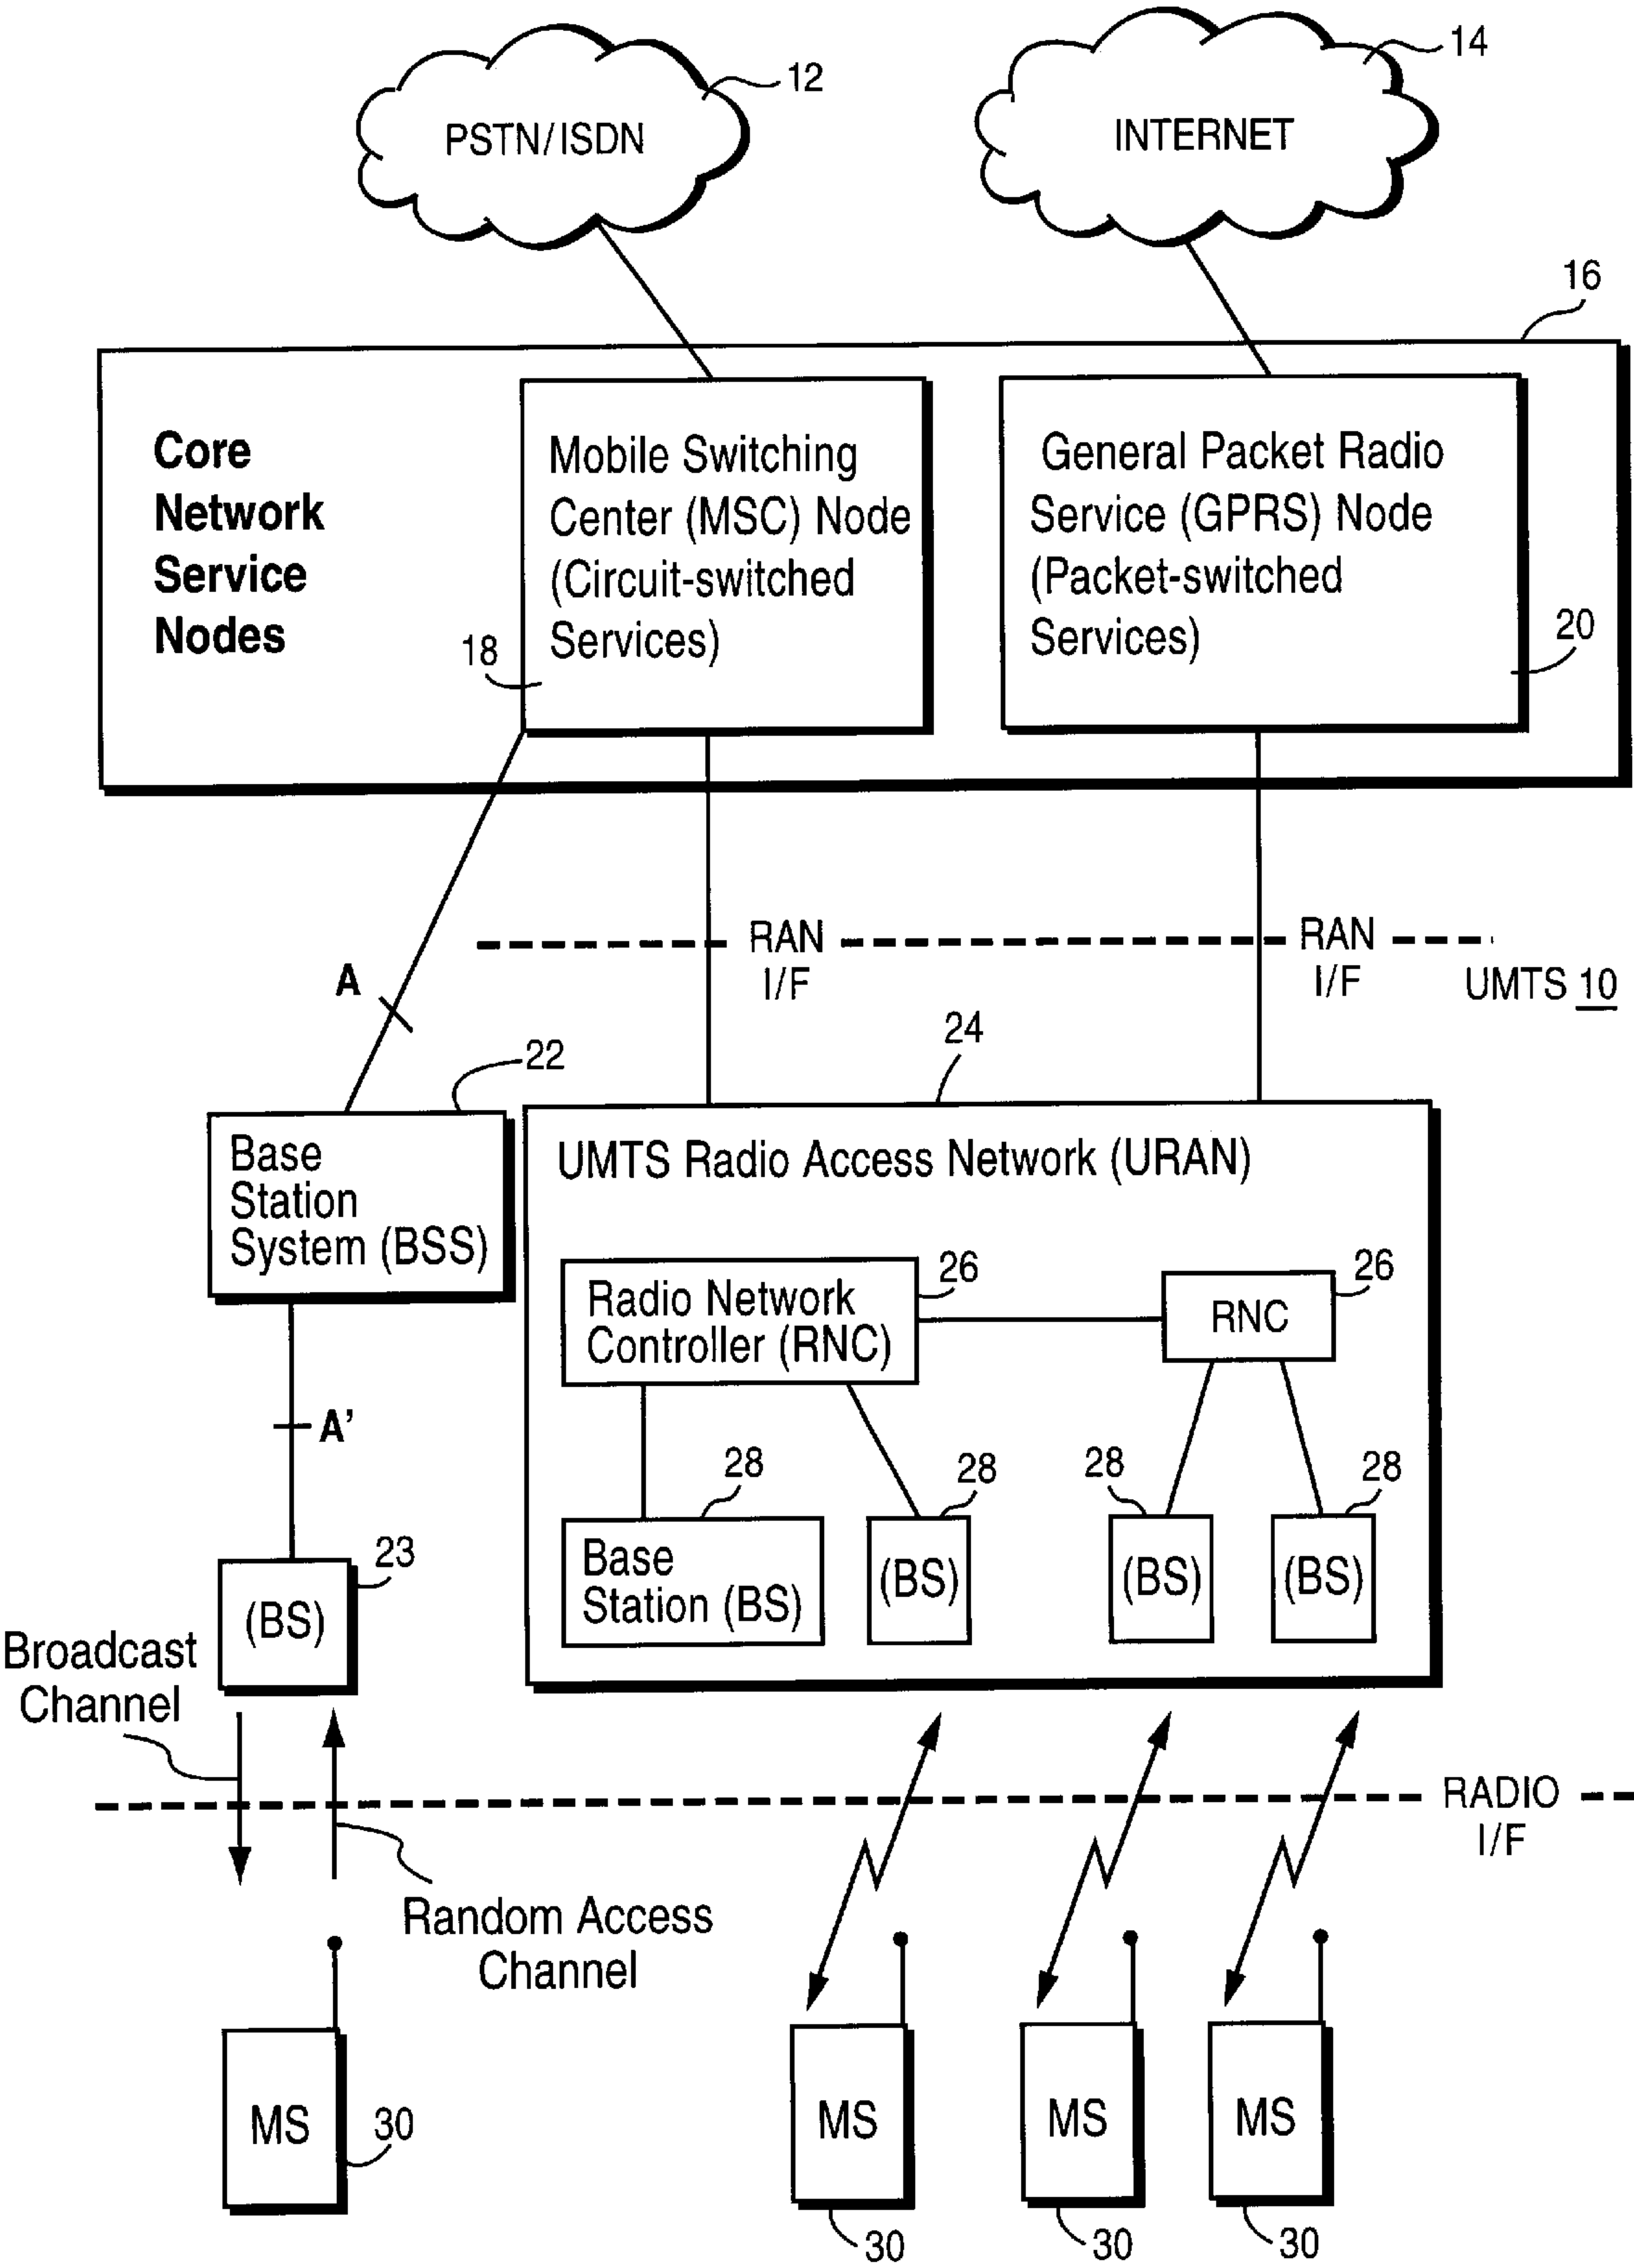 12
14
PSTN/ISDN
INTERNET
16
Core
Network
Service
Nodes
Mobile Switching
Center (MSC) Node
(Circuit-switched
Services)
18
General Packet Radio
Service (GPRS) Node
(Packet-switched
Services)
20
RAN
I/F
RAN
I/F
UMTS 10
A
22
24
Base
Station
System (BSS)
UMTS Radio Access Network (URAN)
Radio Network
Controller (RNC)
26
RNC
26
A'
28
28
28
28
Base
Station (BS)
(BS)
(BS)
(BS)
23
(BS)
Broadcast
Channel
RADIO
I/F
Random Access
Channel
MS
30
MS
30
MS
30
MS
30